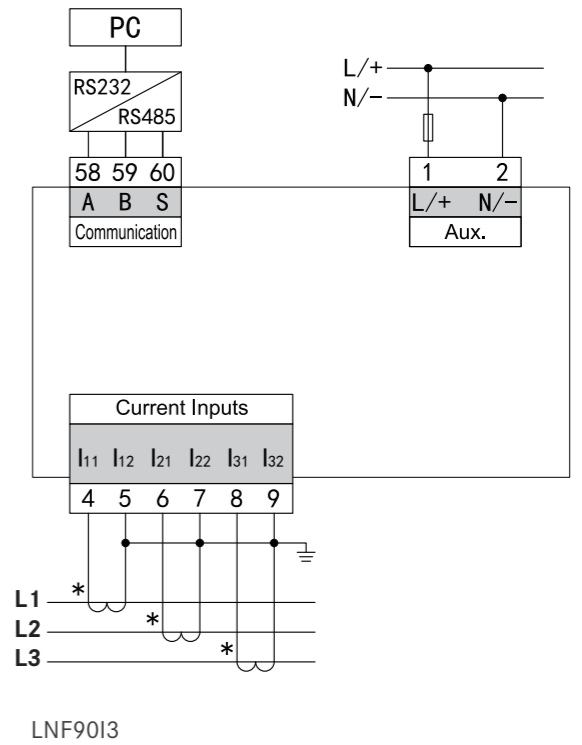 PC
RS232
RS485
58 59 60
A B S
Communication
L/+
N/-
1 2
L/+ N/-
Aux.
Current Inputs
I11 I12 I21 I22 I31 I32
4 5 6 7 8 9
*
L1
*
L2
*
L3
LNF90I3